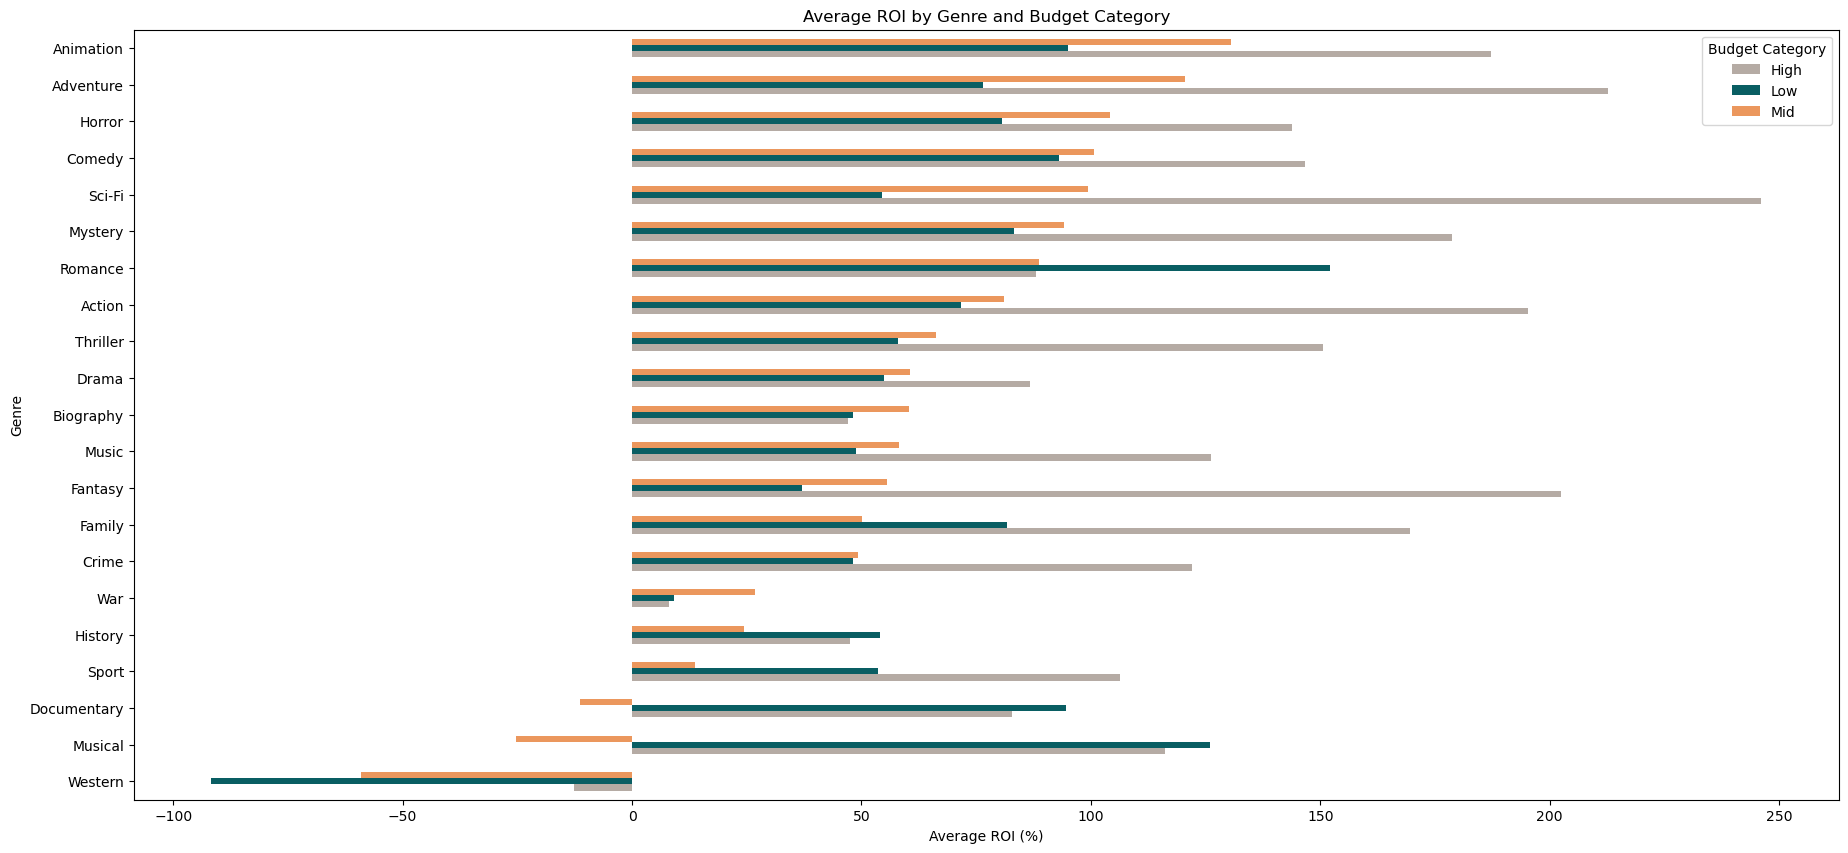 Average ROI by Genre and Budget Category
Budget Category
High
Low
Mid
Genre
Animation
Adventure
Horror
Comedy
Sci-Fi
Mystery
Romance
Action
Thriller
Drama
Biography
Music
Fantasy
Family
Crime
War
History
Sport
Documentary
Musical
Western
−100 −50 0 50 100 150 200 250
Average ROI (%)